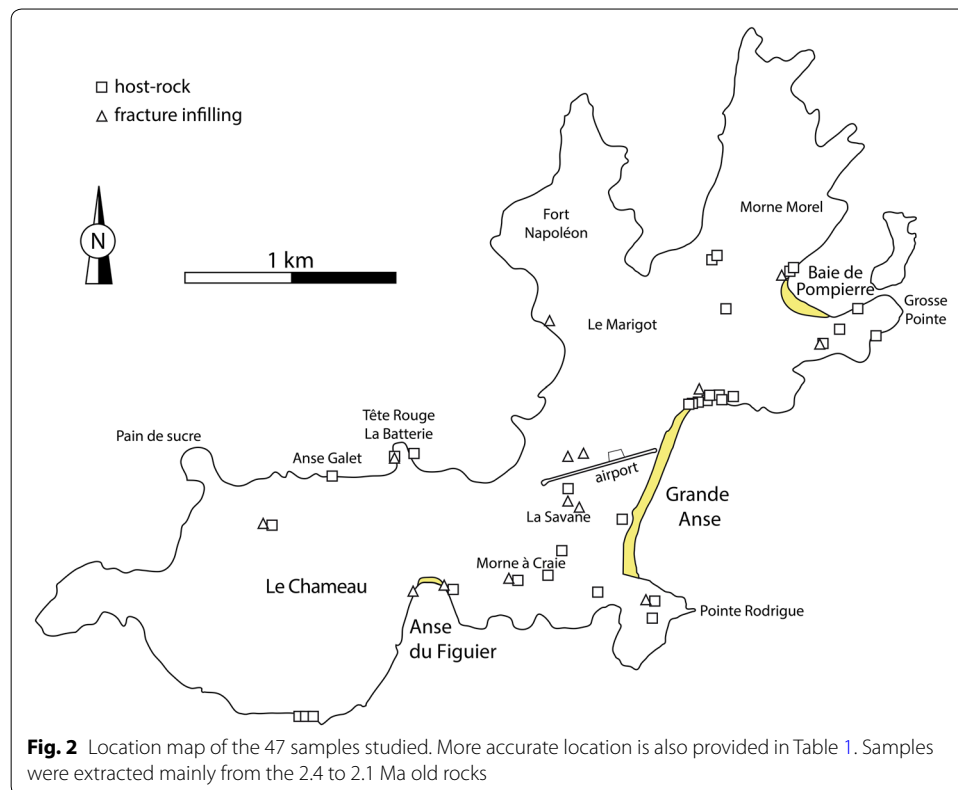 host-rock
fracture infilling
N
1 km
Fort
Napoléon
Morne Morel
Baie de
Pompierre
Grosse
Pointe
Le Marigot
Tête Rouge
La Batterie
Pain de sucre
Anse Galet
airport
La Savane
Grande
Anse
Morne à Craie
Le Chameau
Pointe Rodrigue
Anse
du Figuier
Fig. 2 Location map of the 47 samples studied. More accurate location is also provided in Table 1. Samples
were extracted mainly from the 2.4 to 2.1 Ma old rocks